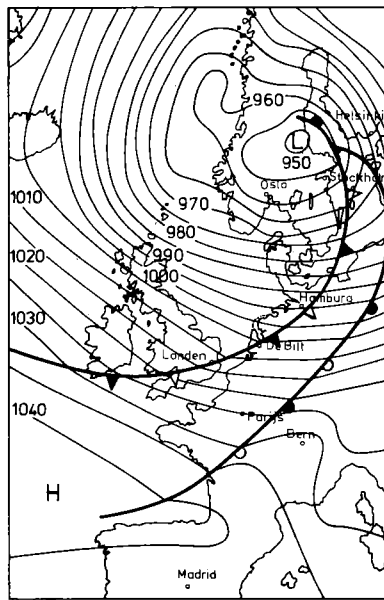 960
Helsinki
L
950
Stockholm
Oslo
1010
970
980
1020
990
1000
Hamburg
1030
De Bilt
Londen
1040
Parijs
Bern
H
Madrid